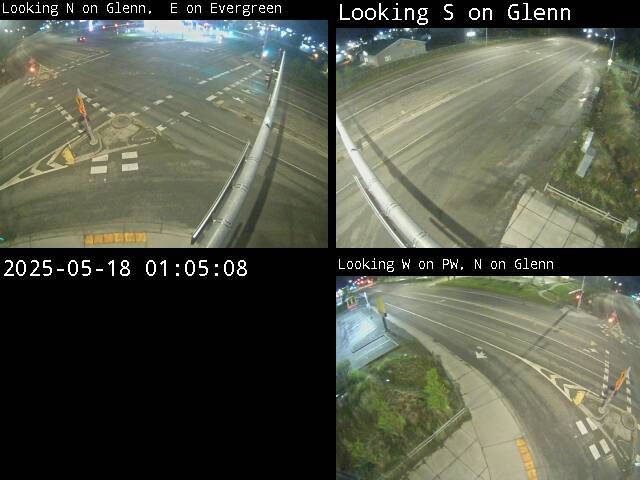 Looking N on Glenn,  E on Evergreen
Looking S on Glenn
2025-05-18 01:05:08
Looking W on PW, N on Glenn